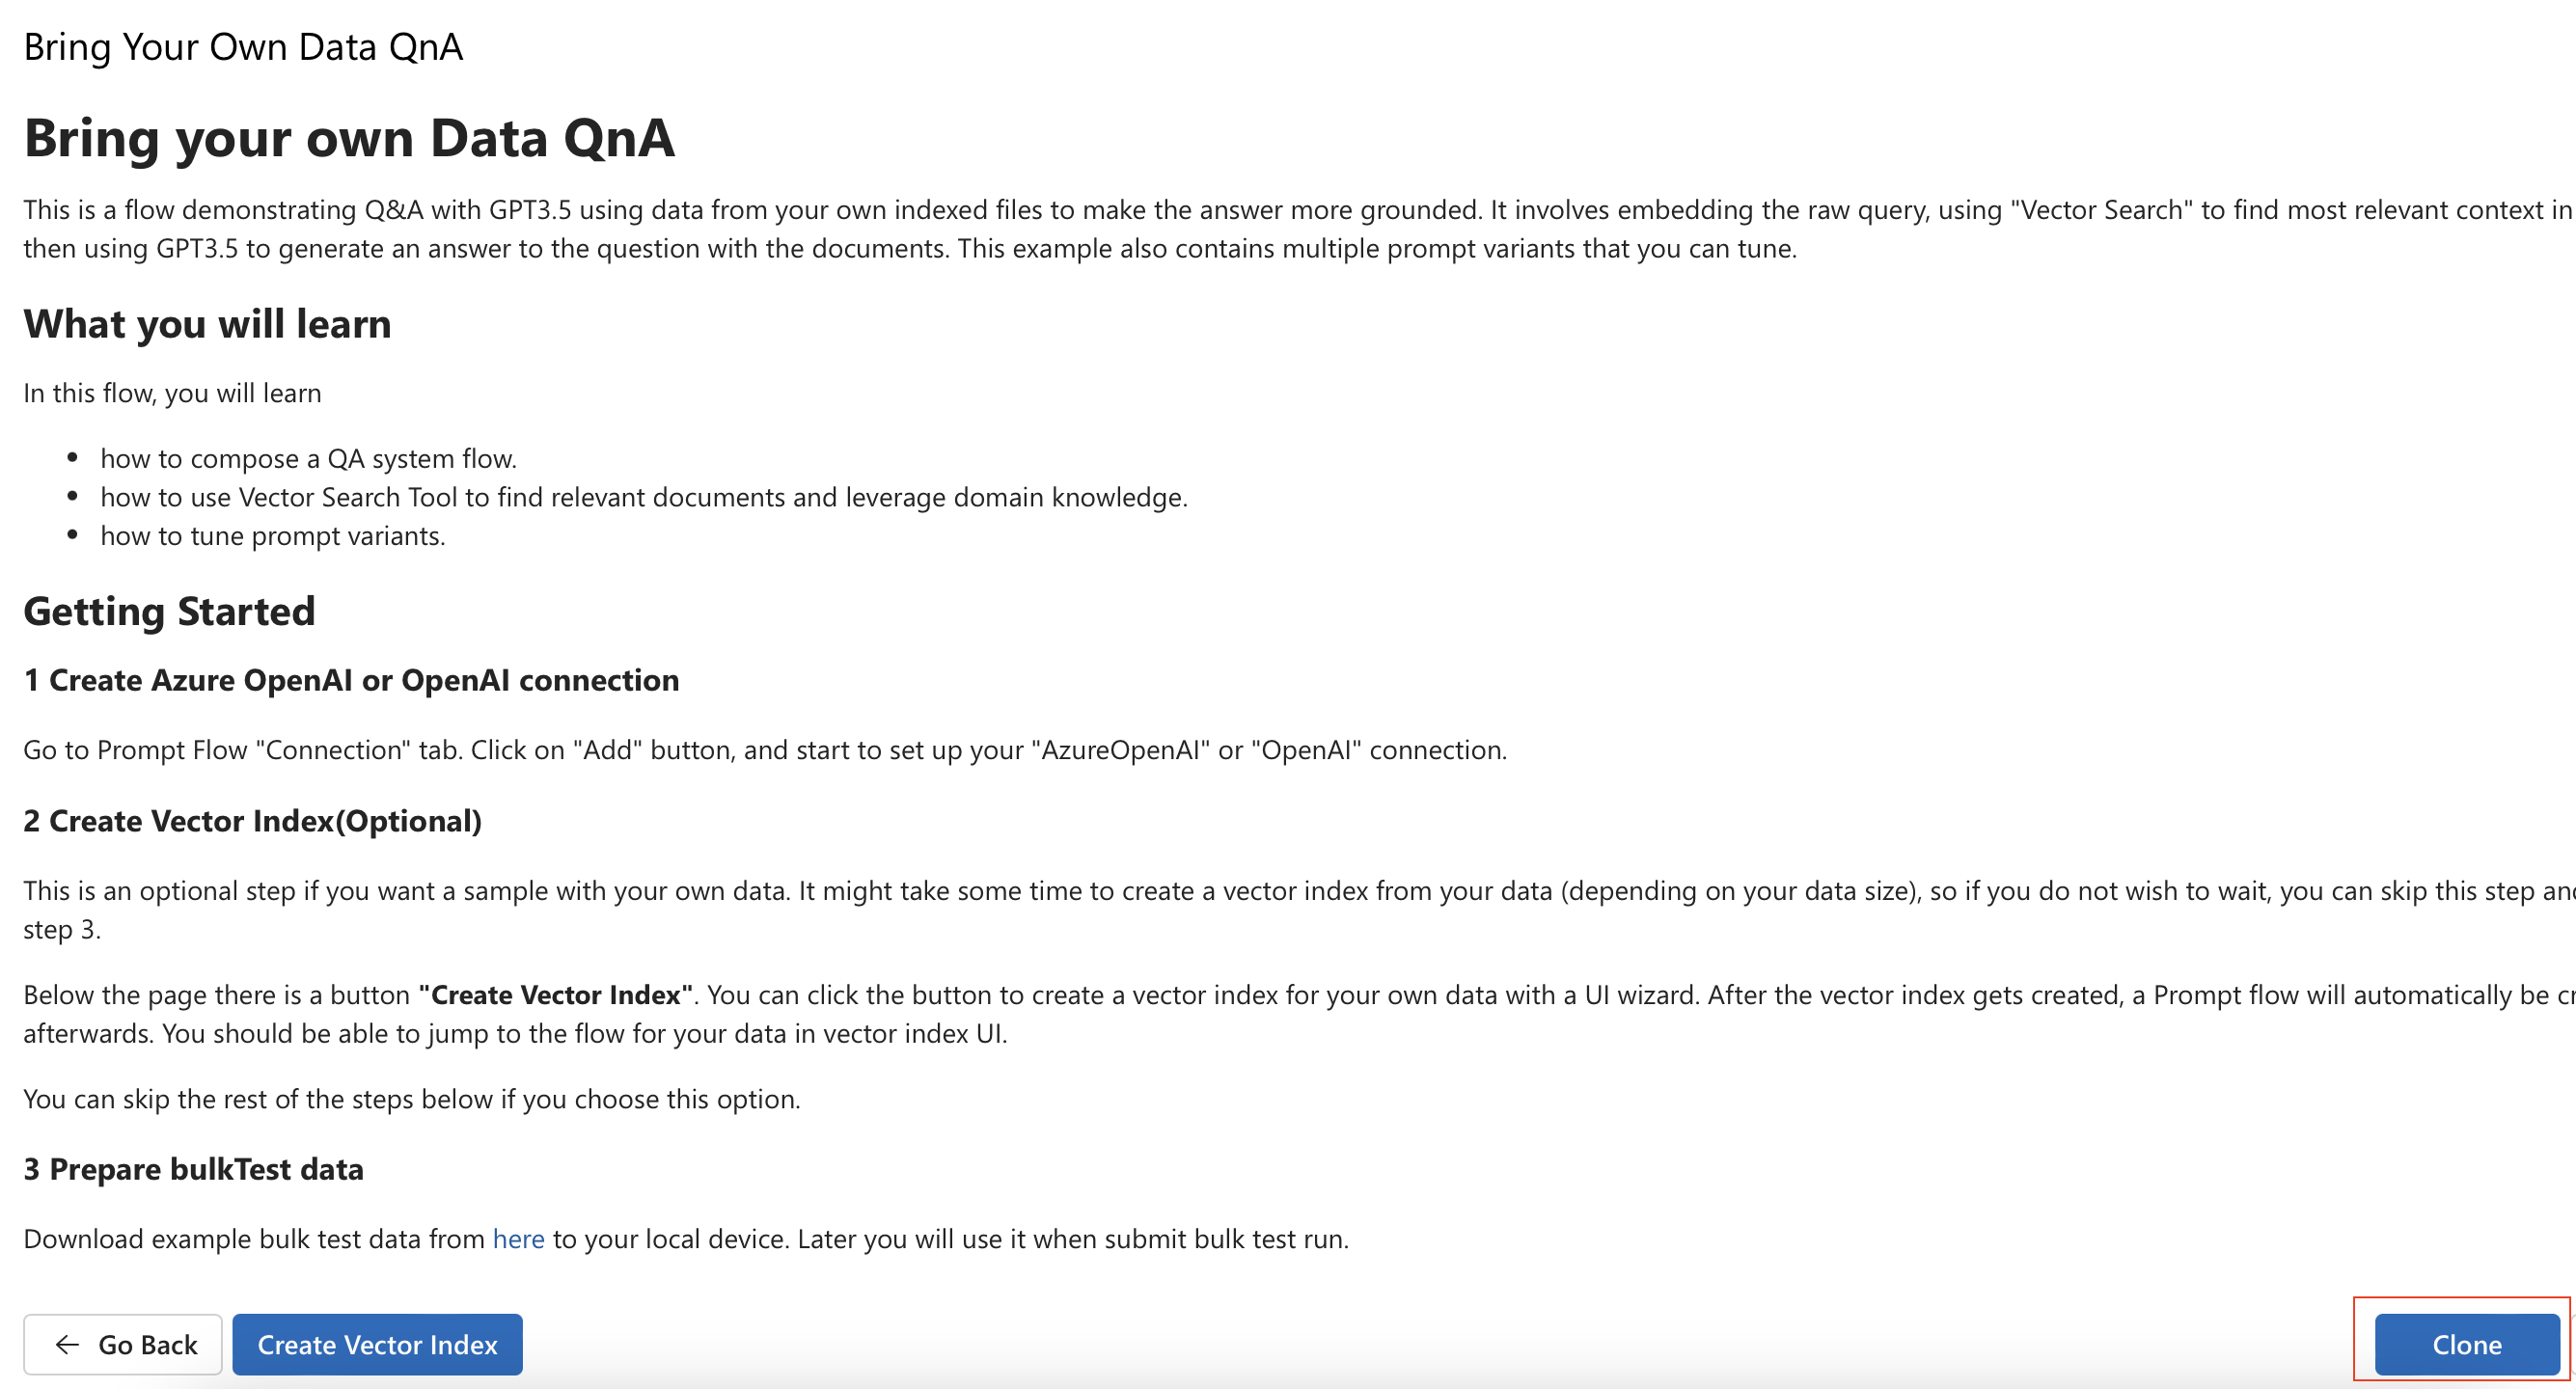 Bring Your Own Data QnA
Bring your own Data QnA
This is a flow demonstrating Q&A with GPT3.5 using data from your own indexed files to make the answer more grounded. It involves embedding the raw query, using "Vector Search" to find most relevant context in
then using GPT3.5 to generate an answer to the question with the documents. This example also contains multiple prompt variants that you can tune.
What you will learn
In this flow, you will learn
• how to compose a QA system flow.
• how to use Vector Search Tool to find relevant documents and leverage domain knowledge.
• how to tune prompt variants.
Getting Started
1 Create Azure OpenAI or OpenAI connection
Go to Prompt Flow "Connection" tab. Click on "Add" button, and start to set up your "AzureOpenAI" or "OpenAI" connection.
2 Create Vector Index(Optional)
This is an optional step if you want a sample with your own data. It might take some time to create a vector index from your data (depending on your data size), so if you do not wish to wait, you can skip this step
step 3.
Below the page there is a button "Create Vector Index". You can click the button to create a vector index for your own data with a UI wizard. After the vector index gets created, a Prompt flow will automatically be
afterwards. You should be able to jump to the flow for your data in vector index UI.
You can skip the rest of the steps below if you choose this option.
3 Prepare bulkTest data
Download example bulk test data from here to your local device. Later you will use it when submit bulk test run.
← Go Back
Create Vector Index
Clone